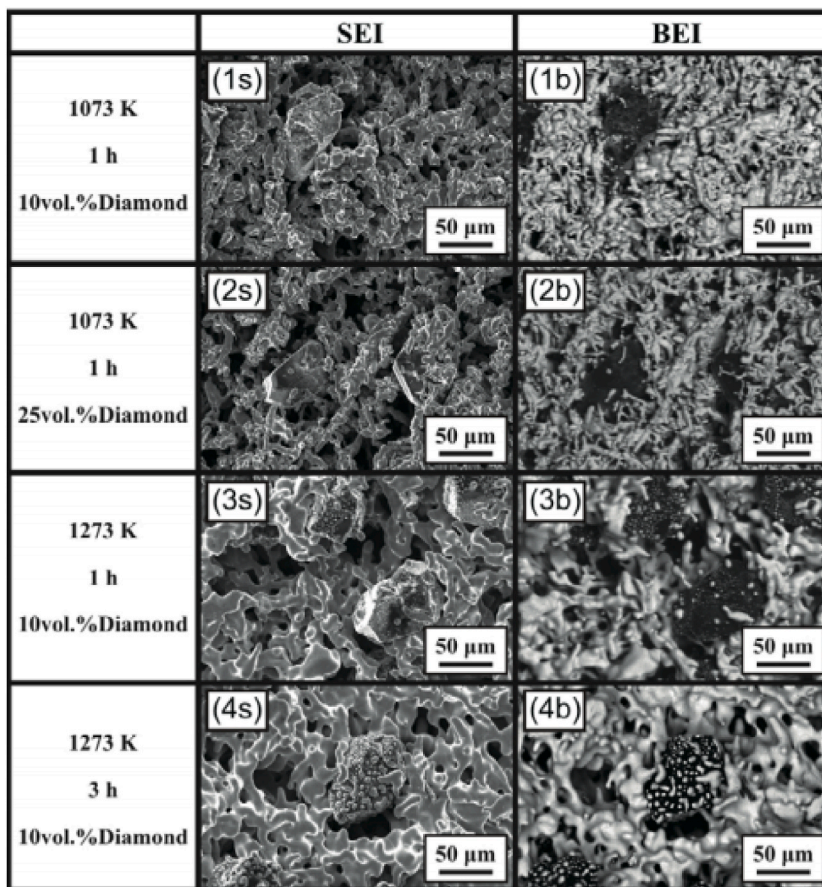 SEI
BEI
1073 K
1 h
10vol.%Diamond
(1s)
50 μm
(1b)
50 μm
1073 K
1 h
25vol.%Diamond
(2s)
50 μm
(2b)
50 μm
1273 K
1 h
10vol.%Diamond
(3s)
50 μm
(3b)
50 μm
1273 K
3 h
10vol.%Diamond
(4s)
50 μm
(4b)
50 μm